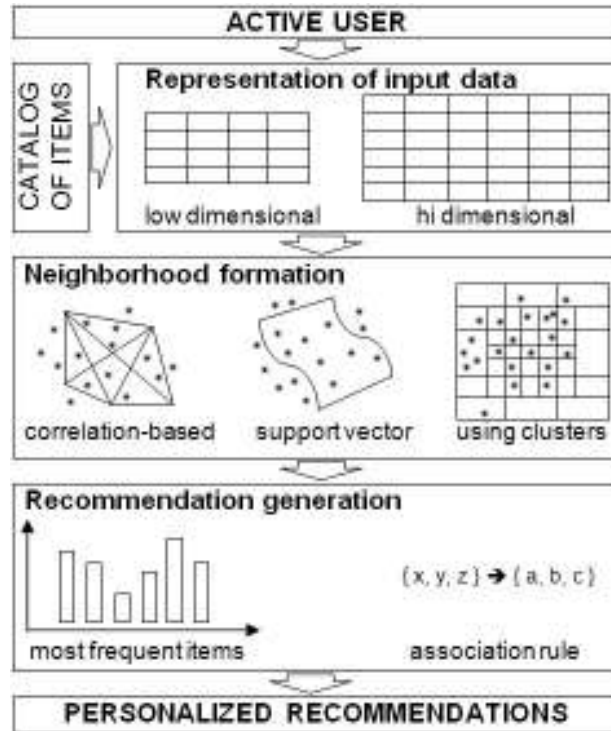 ACTIVE USER
CATALOG
OF ITEMS
Representation of input data
low dimensional
hi dimensional
Neighborhood formation
correlation-based
support vector
using clusters
Recommendation generation
{ x, y, z } ➔ { a, b, c }
most frequent items
association rule
PERSONALIZED RECOMMENDATIONS